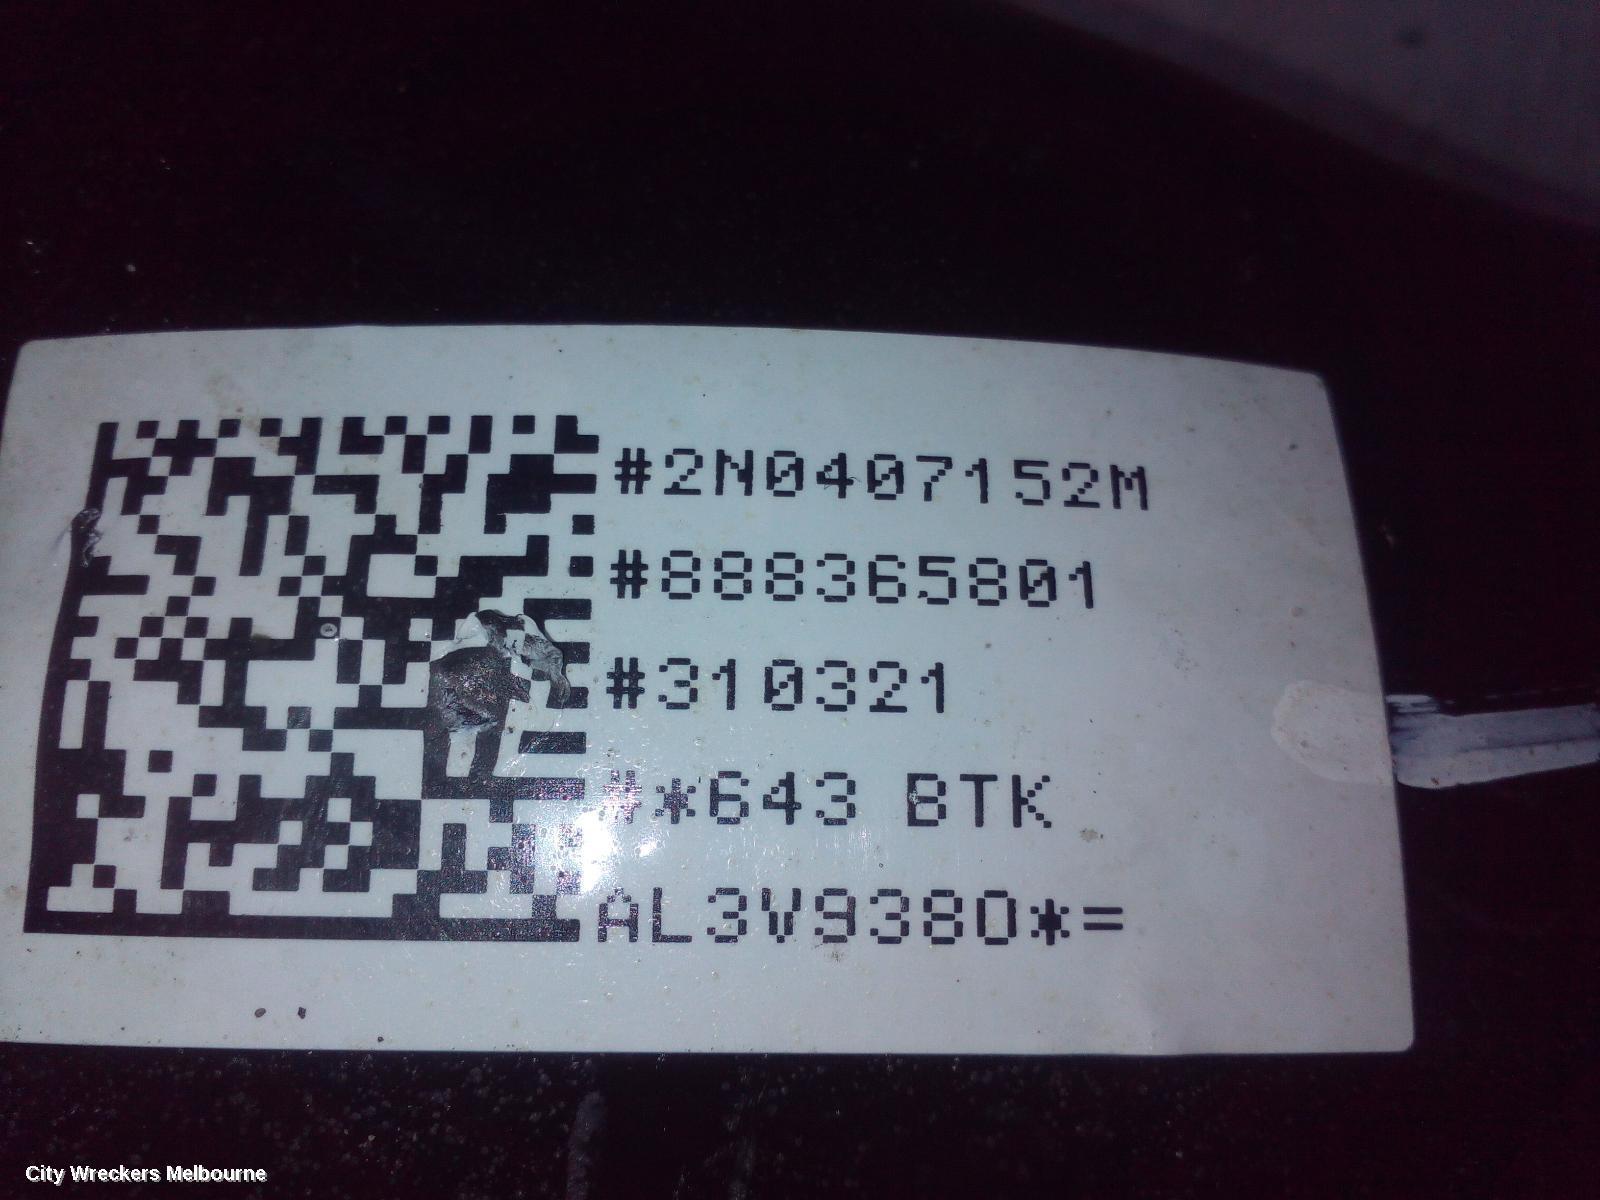 #2N0407152M
#888365801
#310321
#*643 BTK
AL3V9380*=
City Wreckers Melbourne